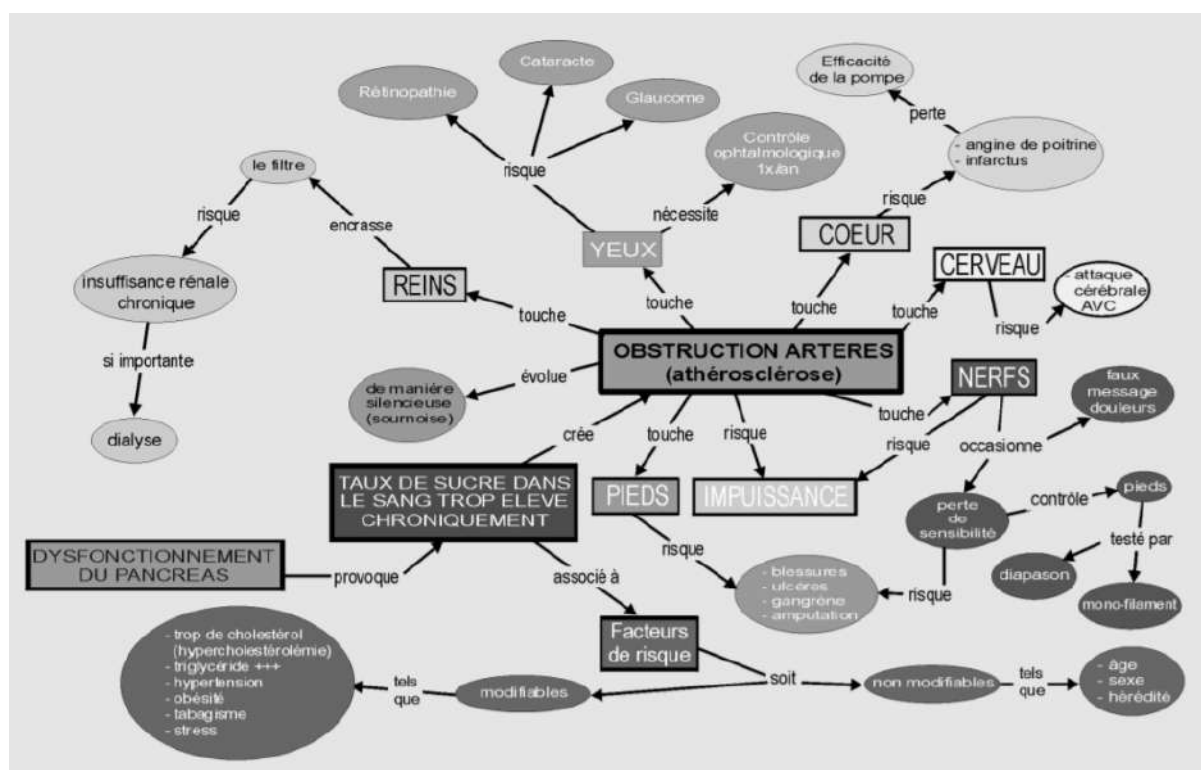 Cataracte
Rétinopathie
Glaucome
Efficacité
de la pompe
perte
- angine de poitrine
- infarctus
Contrôle
ophtalmologique
1x/an
risque
nécessite
risque
le filtre
risque
encrasse
YEUX
COEUR
CERVEAU
- attaque
cérébrale
AVC
insuffisance rénale
chronique
REINS
touche
touche
touche
touche
risque
si importante
dialyse
OBSTRUCTION ARTERES
(athérosclérose)
évolue
de manière
silencieuse
(sournoise)
NERFS
faux
message
douleurs
crée
touche
risque
touche
risque
occasionne
TAUX DE SUCRE DANS
LE SANG TROP ELEVE
CHRONIQUEMENT
PIEDS
IMPUISSANCE
perte
de
sensibilité
contrôle
pieds
testé par
DYSFONCTIONNEMENT
DU PANCREAS
provoque
associé à
risque
- blessures
- ulcères
- gangrène
- amputation
risque
diapason
mono-filament
Facteurs
de risque
- trop de cholestérol
(hypercholestérolémie)
- triglycéride +++
- hypertension
- obésité
- tabagisme
- stress
tels
que
modifiables
soit
non modifiables
tels
que
- âge
- sexe
- hérédité